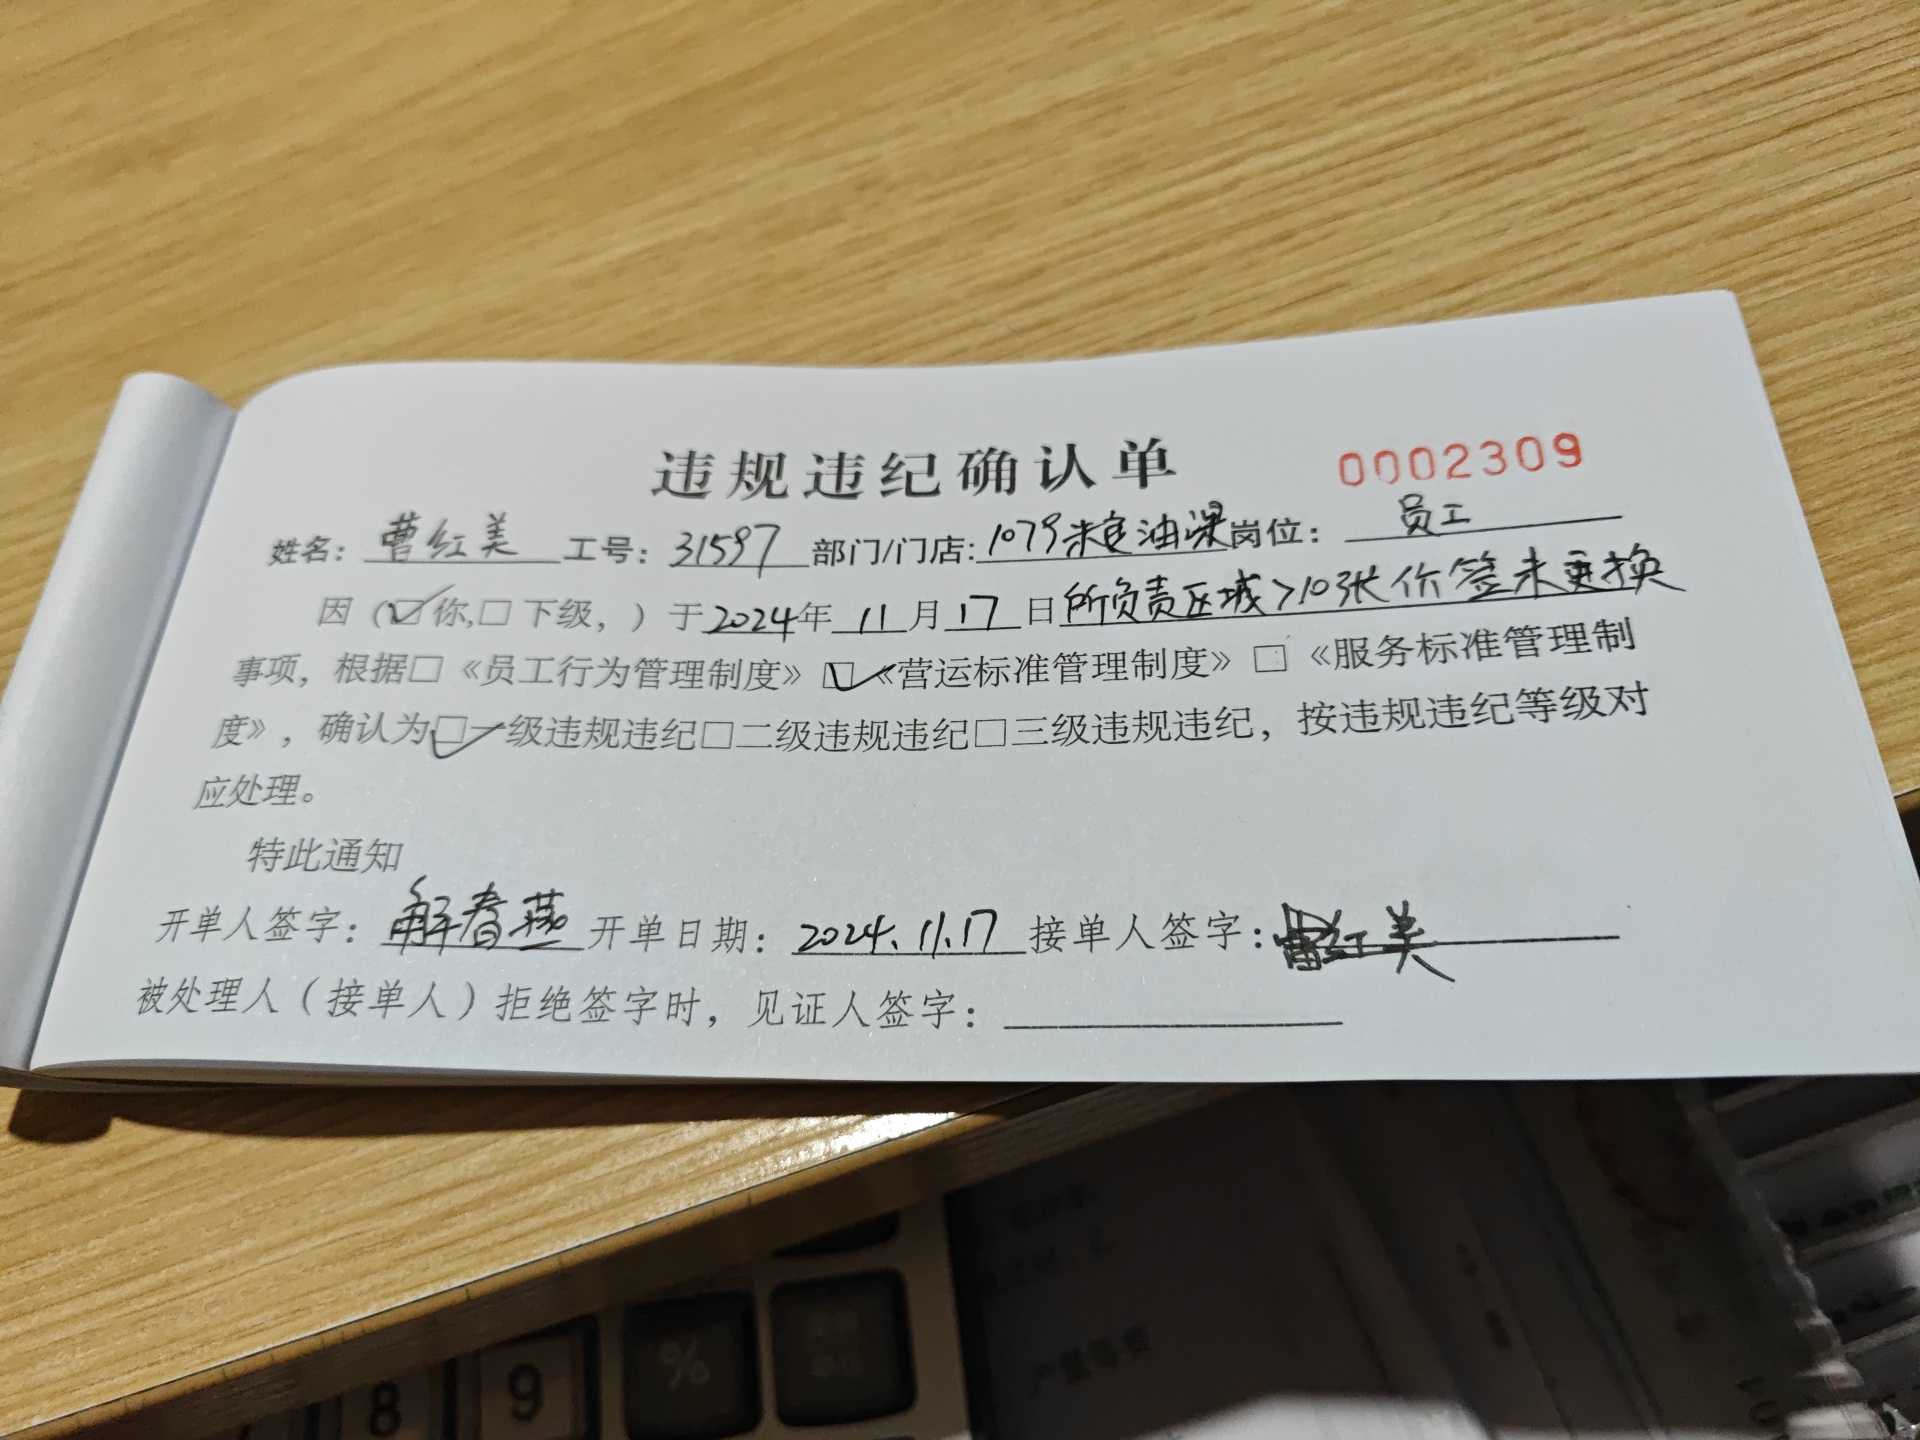 违规违纪确认单 0002309
姓名：曹红美 工号：31597 部门/门店：1079 油 岗位：员工
因（☑你,□下级，）于2024年11月17日所负责区域>10张价签未更换
事项，根据□《员工行为管理制度》☑《营运标准管理制度》□《服务标准管理制
度》，确认为☑一级违规违纪□二级违规违纪□三级违规违纪，按违规违纪等级对
应处理。
特此通知
开单人签字：解春燕 开单日期：2024.11.17 接单人签字：曹红美
被处理人（接单人）拒绝签字时，见证人签字：
8 9 %